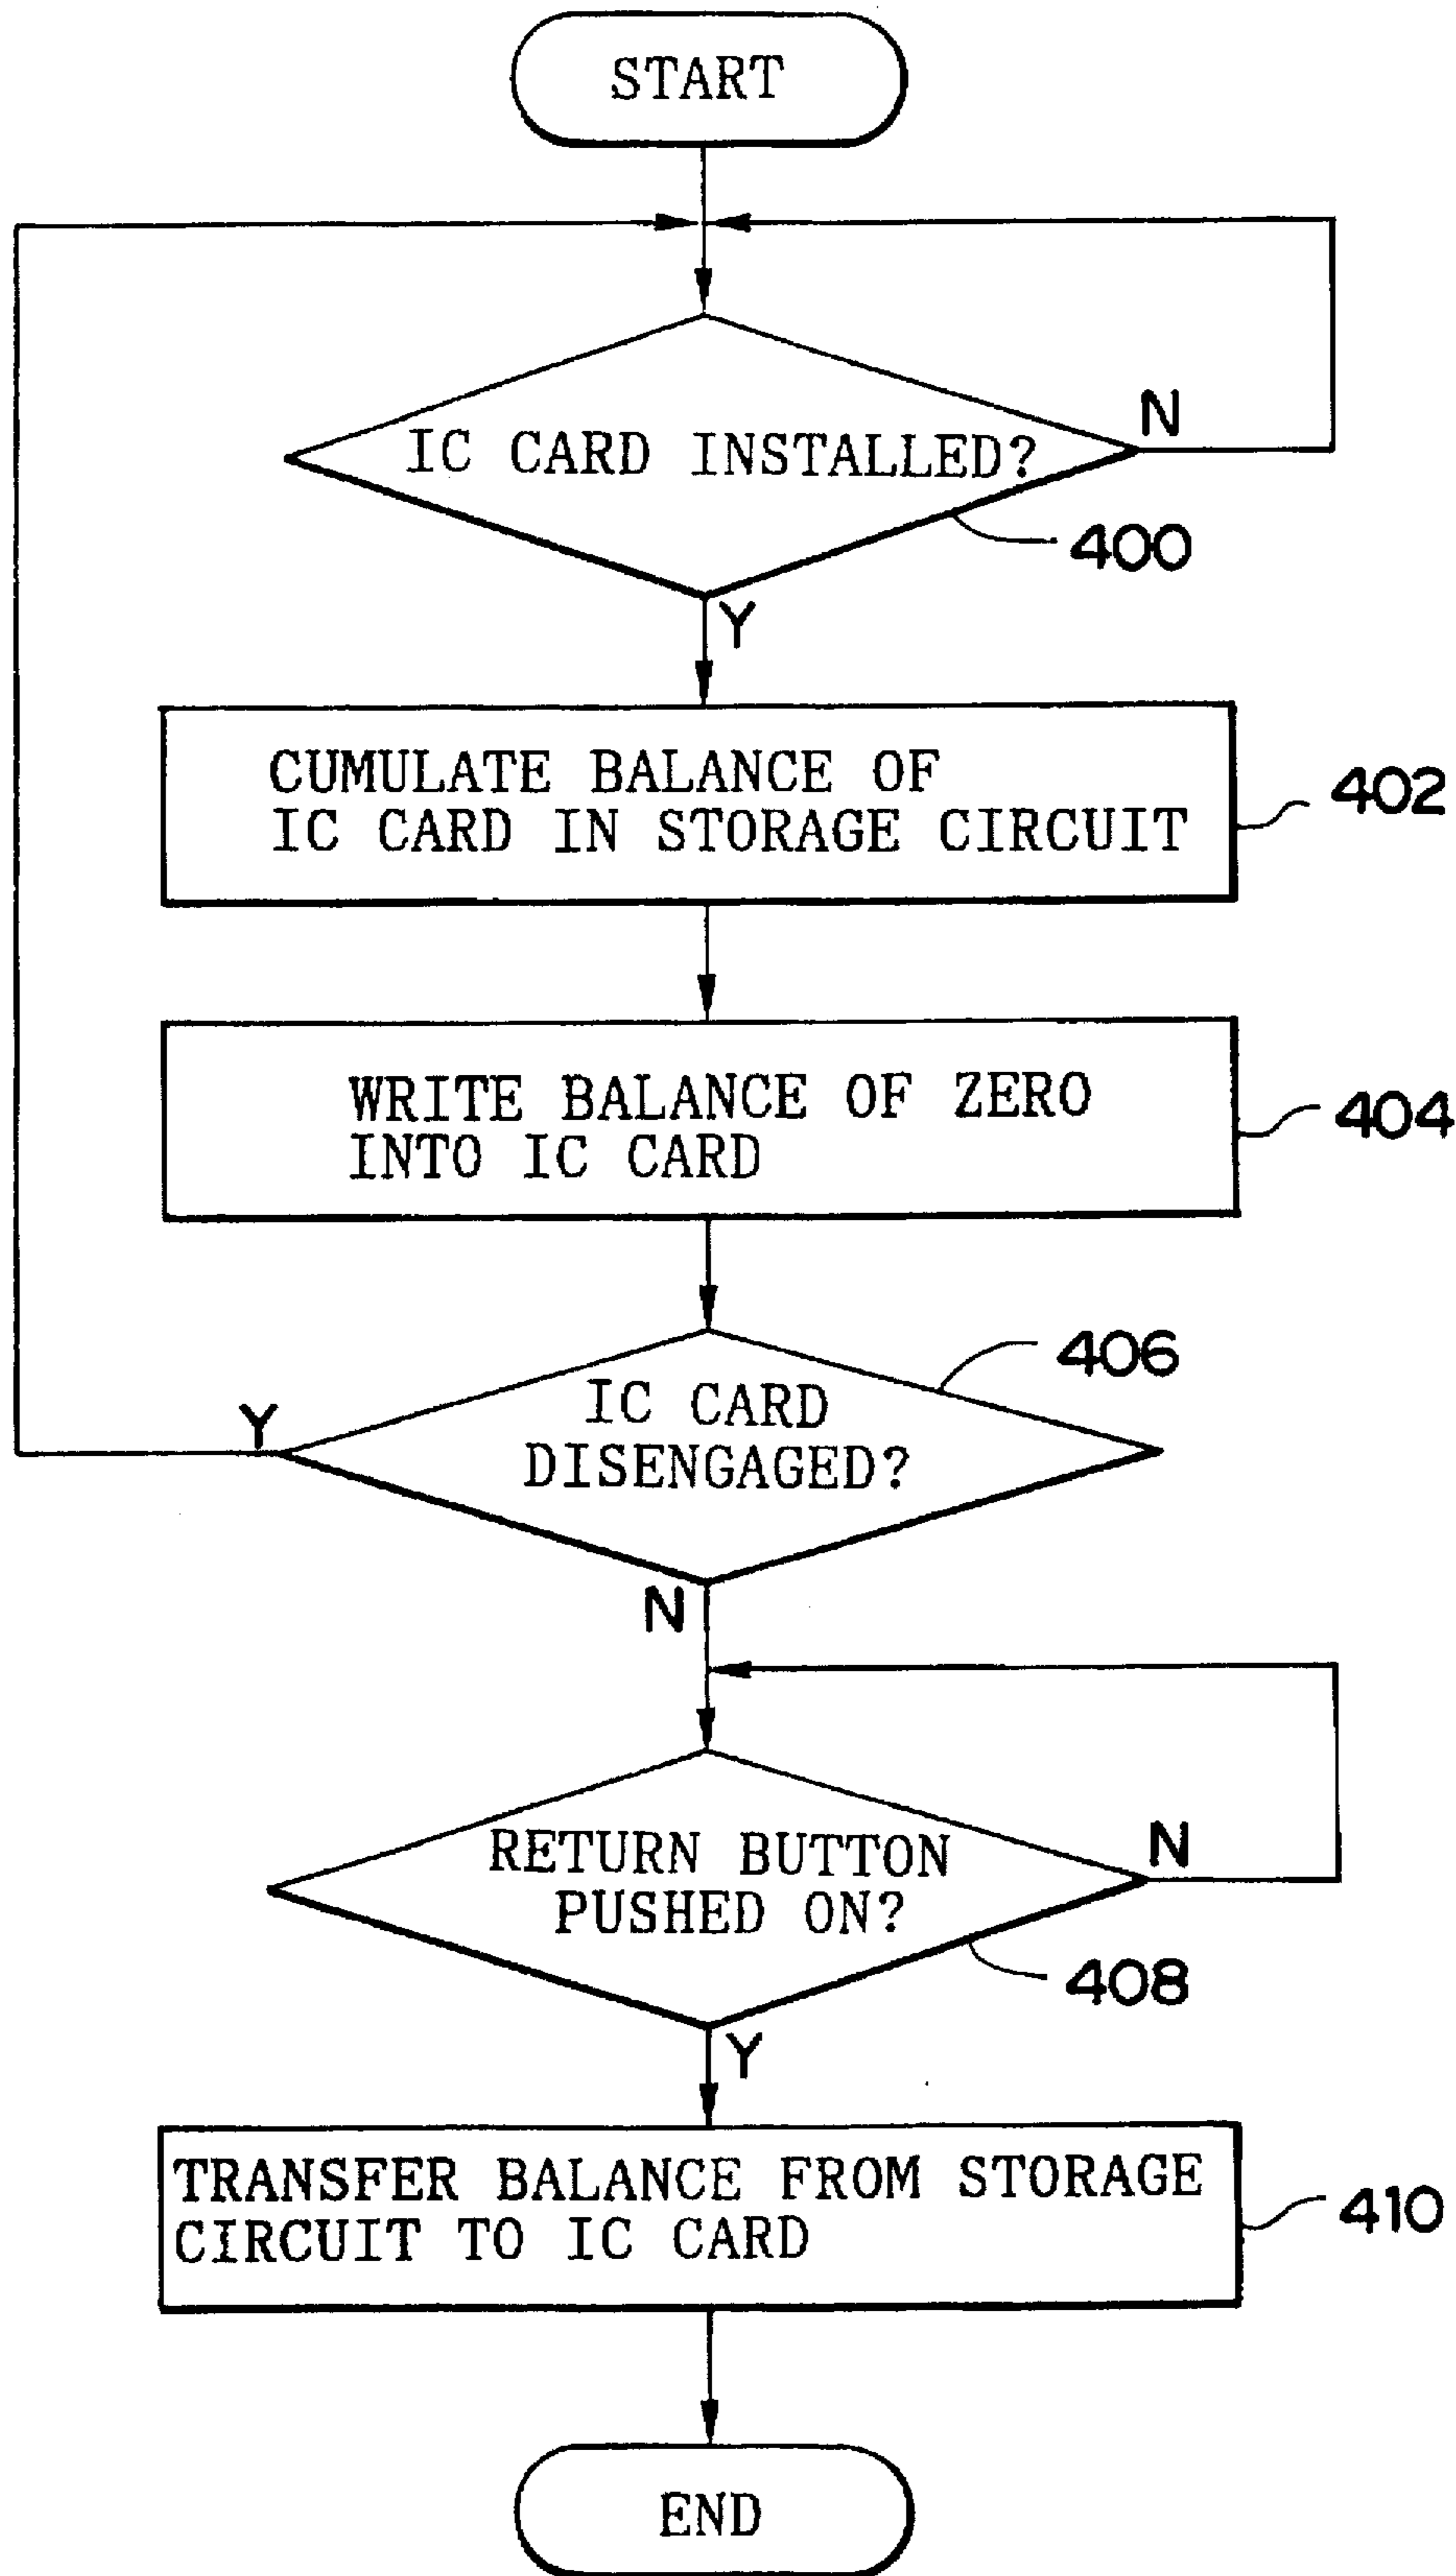 START
IC CARD INSTALLED?
N
400
Y
CUMULATE BALANCE OF
IC CARD IN STORAGE CIRCUIT
402
WRITE BALANCE OF ZERO
INTO IC CARD
404
406
IC CARD
DISENGAGED?
Y
N
RETURN BUTTON
PUSHED ON?
N
408
Y
TRANSFER BALANCE FROM STORAGE
CIRCUIT TO IC CARD
410
END